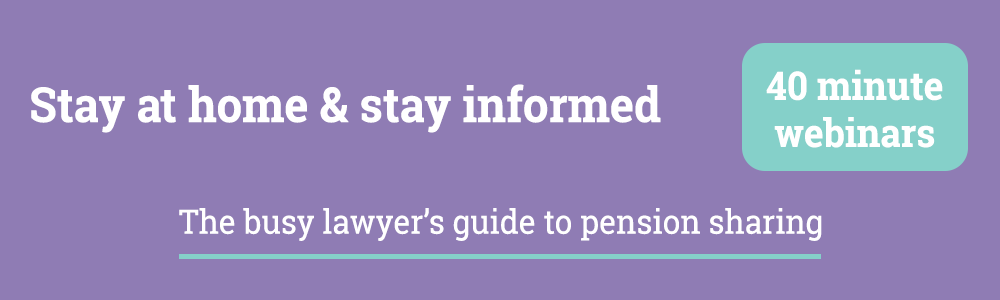 Stay at home & stay informed
40 minute
webinars
The busy lawyer’s guide to pension sharing